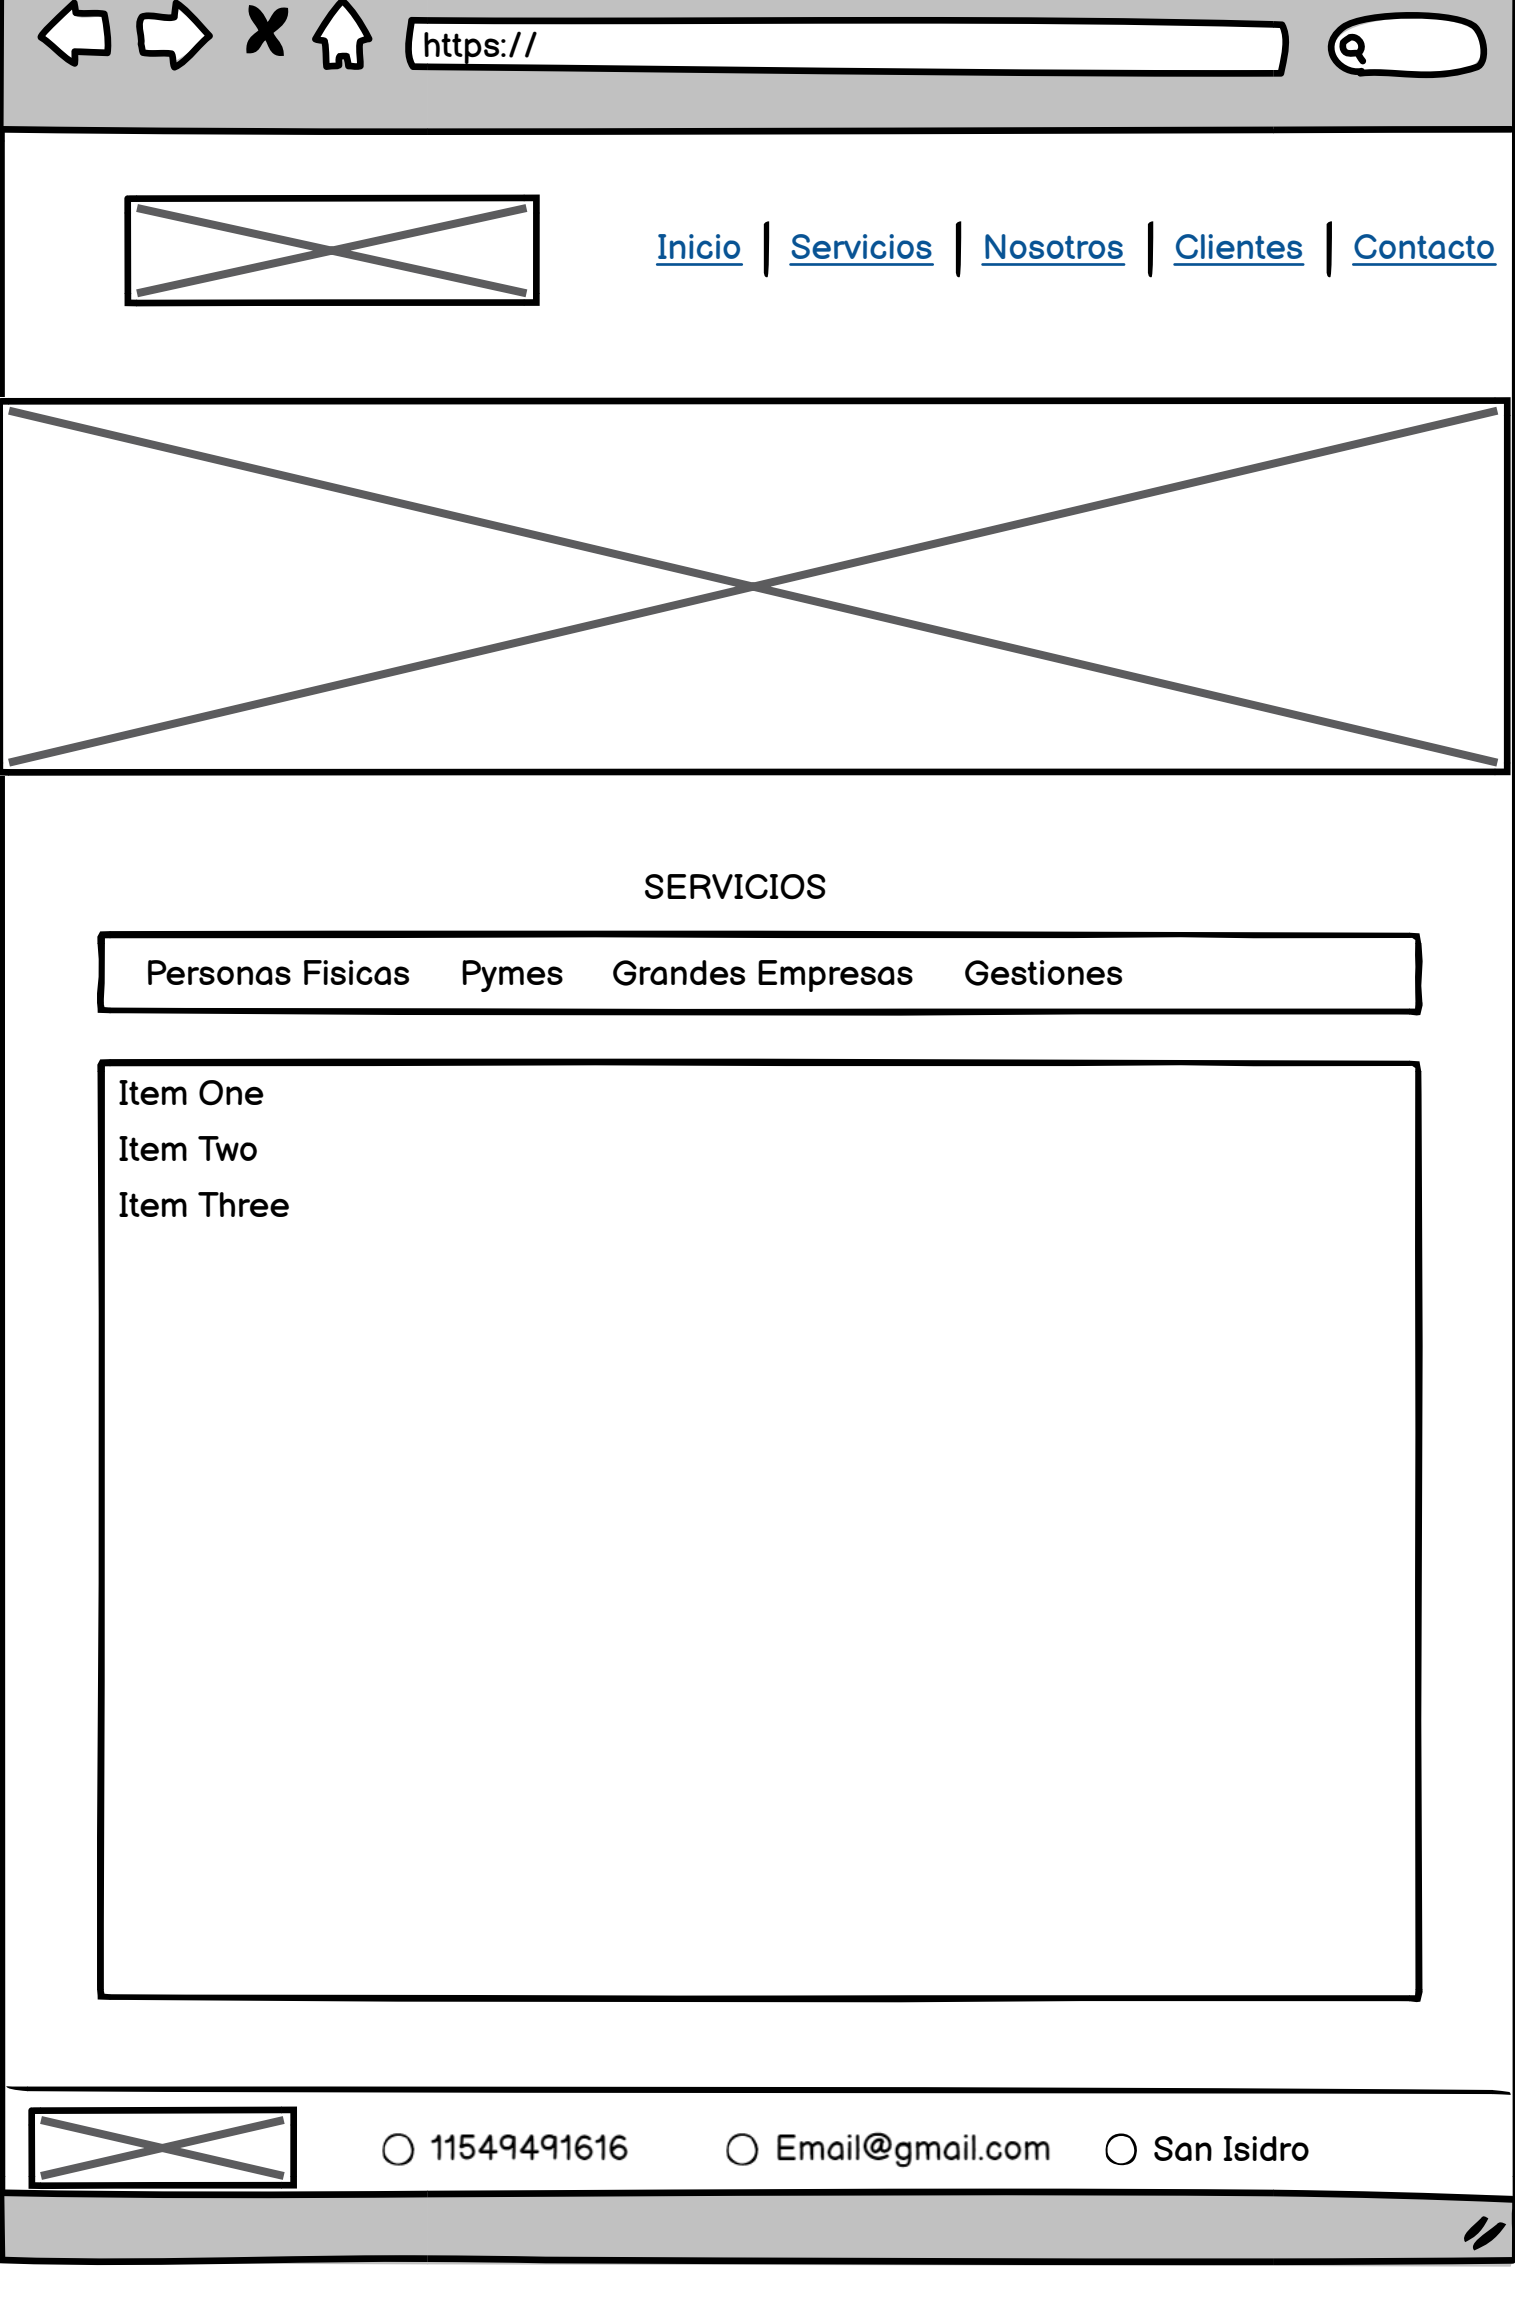 https://
Inicio | Servicios | Nosotros | Clientes | Contacto
SERVICIOS
Personas Fisicas Pymes Grandes Empresas Gestiones
Item One
Item Two
Item Three
11549491616 Email@gmail.com San Isidro